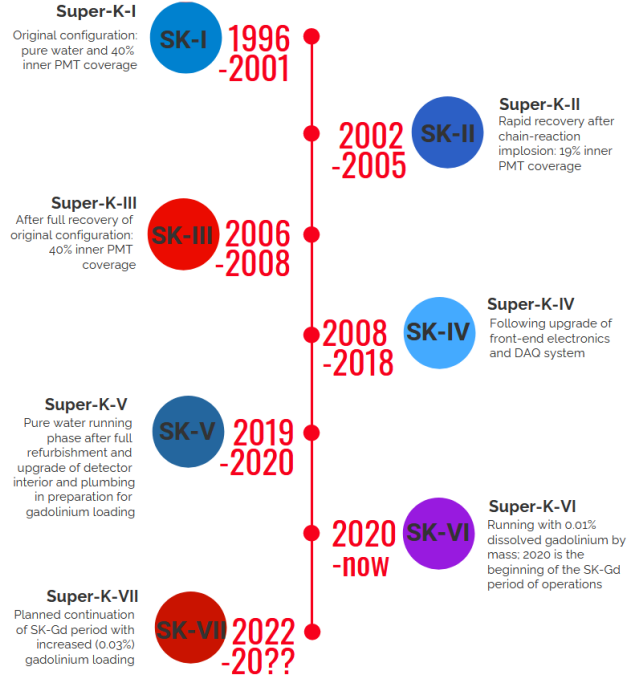 Super-K-I
Original configuration:
pure water and 40%
inner PMT coverage
SK-I
1996
-2001
Super-K-II
Rapid recovery after
chain-reaction
implosion: 19% inner
PMT coverage
SK-II
2002
-2005
Super-K-III
After full recovery of
original configuration:
40% inner PMT
coverage
SK-III
2006
-2008
Super-K-IV
Following upgrade of
front-end electronics
and DAQ system
SK-IV
2008
-2018
Super-K-V
Pure water running
phase after full
refurbishment and
upgrade of detector
interior and plumbing
in preparation for
gadolinium loading
SK-V
2019
-2020
Super-K-VI
Running with 0.01%
dissolved gadolinium by
mass; 2020 is the
beginning of the SK-Gd
period of operations
SK-VI
2020
-now
Super-K-VII
Planned continuation
of SK-Gd period with
increased (0.03%)
gadolinium loading
SK-VII
2022
-20??